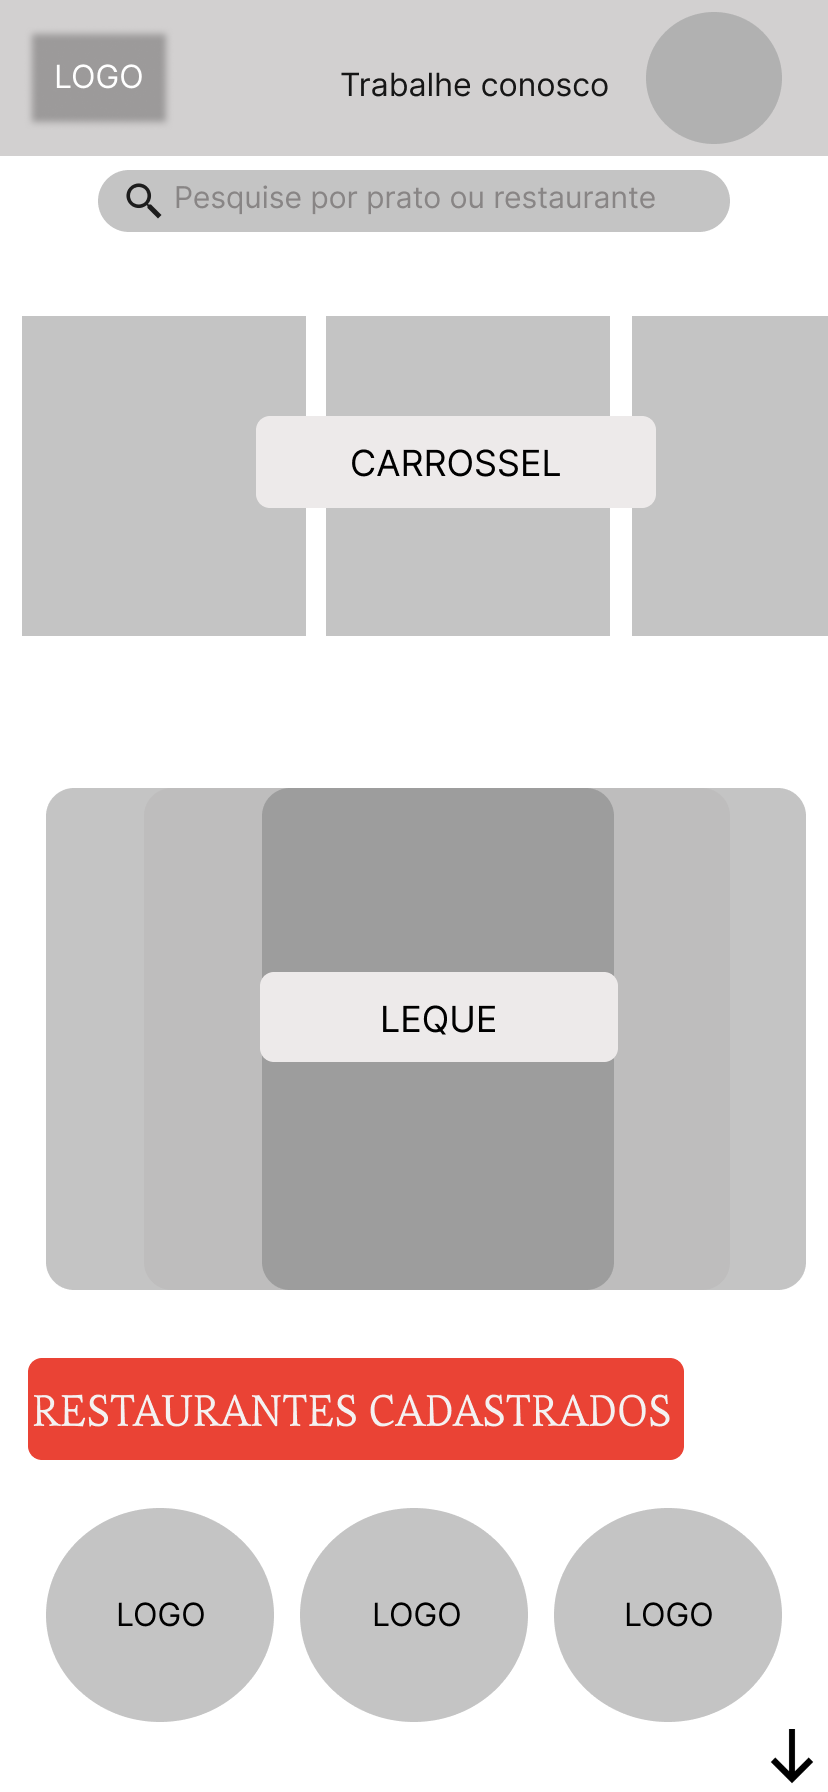 LOGO
Trabalhe conosco
Pesquise por prato ou restaurante
CARROSSEL
LEQUE
RESTAURANTES CADASTRADOS
LOGO
LOGO
LOGO